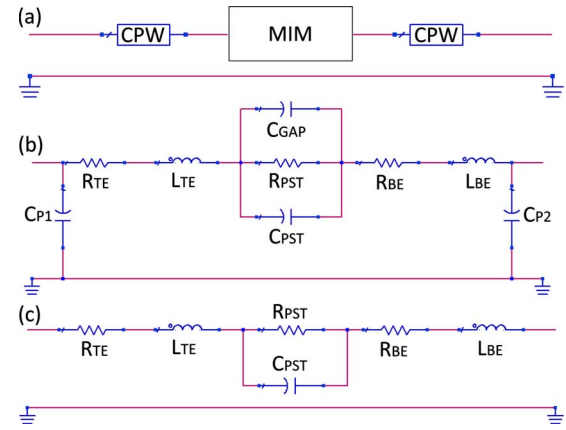 (a)
CPW MIM CPW
CGAP
(b)
RTE LTE RPST RBE LBE
CP1 CPST CP2
(c)
RPST
RTE LTE CPST RBE LBE